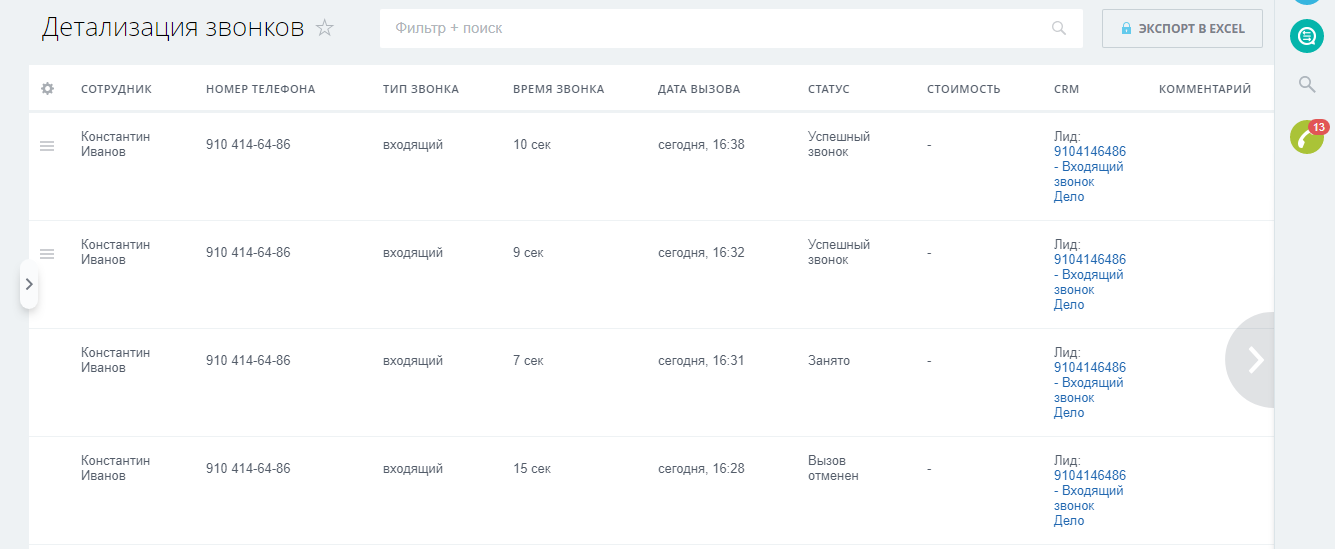 Детализация звонков
Фильтр + поиск
ЭКСПОРТ В EXCEL
СОТРУДНИК НОМЕР ТЕЛЕФОНА ТИП ЗВОНКА ВРЕМЯ ЗВОНКА ДАТА ВЫЗОВА СТАТУС СТОИМОСТЬ CRM КОММЕНТАРИЙ
13
Константин
Иванов
910 414-64-86
входящий
10 сек
сегодня, 16:38
Успешный
звонок
-
Лид:
9104146486
- Входящий
звонок
Дело
Константин
Иванов
910 414-64-86
входящий
9 сек
сегодня, 16:32
Успешный
звонок
-
Лид:
9104146486
- Входящий
звонок
Дело
Константин
Иванов
910 414-64-86
входящий
7 сек
сегодня, 16:31
Занято
-
Лид:
9104146486
- Входящий
звонок
Дело
Константин
Иванов
910 414-64-86
входящий
15 сек
сегодня, 16:28
Вызов
отменен
-
Лид:
9104146486
- Входящий
звонок
Дело